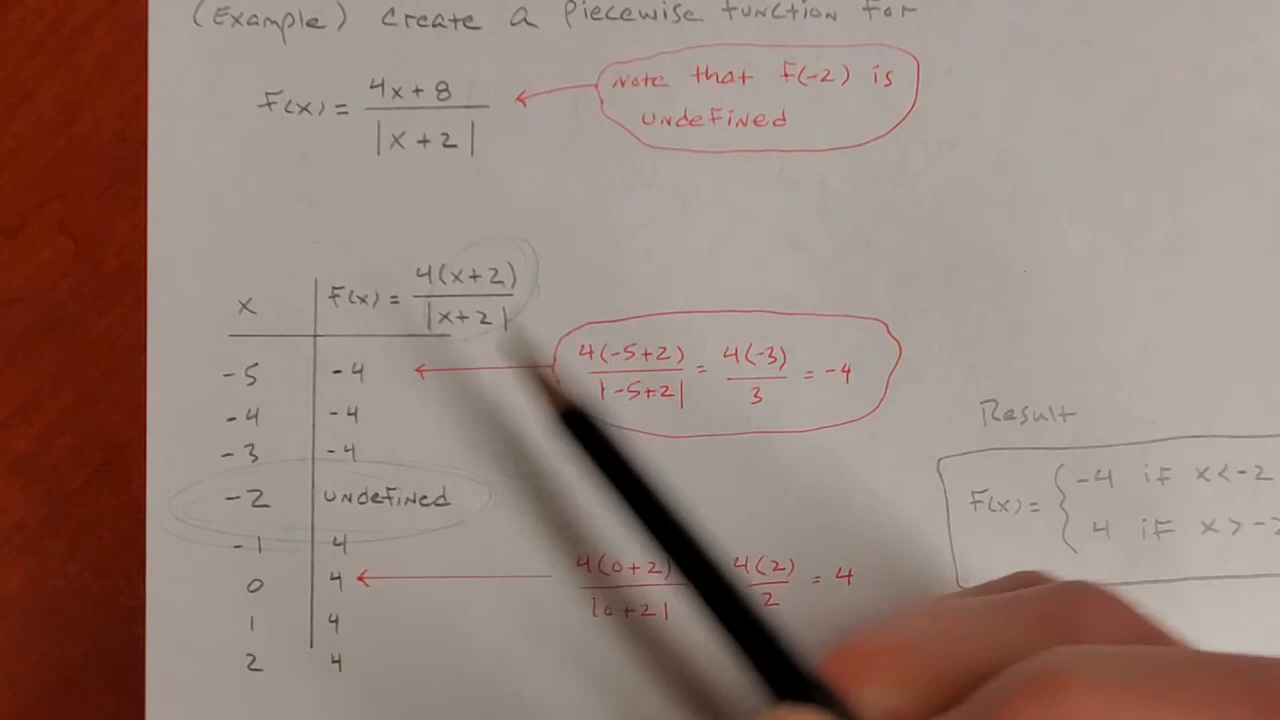 (Example) Create a Piecewise function for
F(x) = 4x+8 / |x+2|
Note that F(-2) is
undefined
x | F(x) = 4(x+2) / |x+2|
-5 | -4
4(-5+2) / |-5+2| = 4(-3) / 3 = -4
-4 | -4
-3 | -4
-2 | undefined
-1 | 4
0 | 4
4(0+2) / |0+2| 4(2) / 2 = 4
1 | 4
2 | 4
Result
F(x) = { -4 if x<-2
4 if x>-2